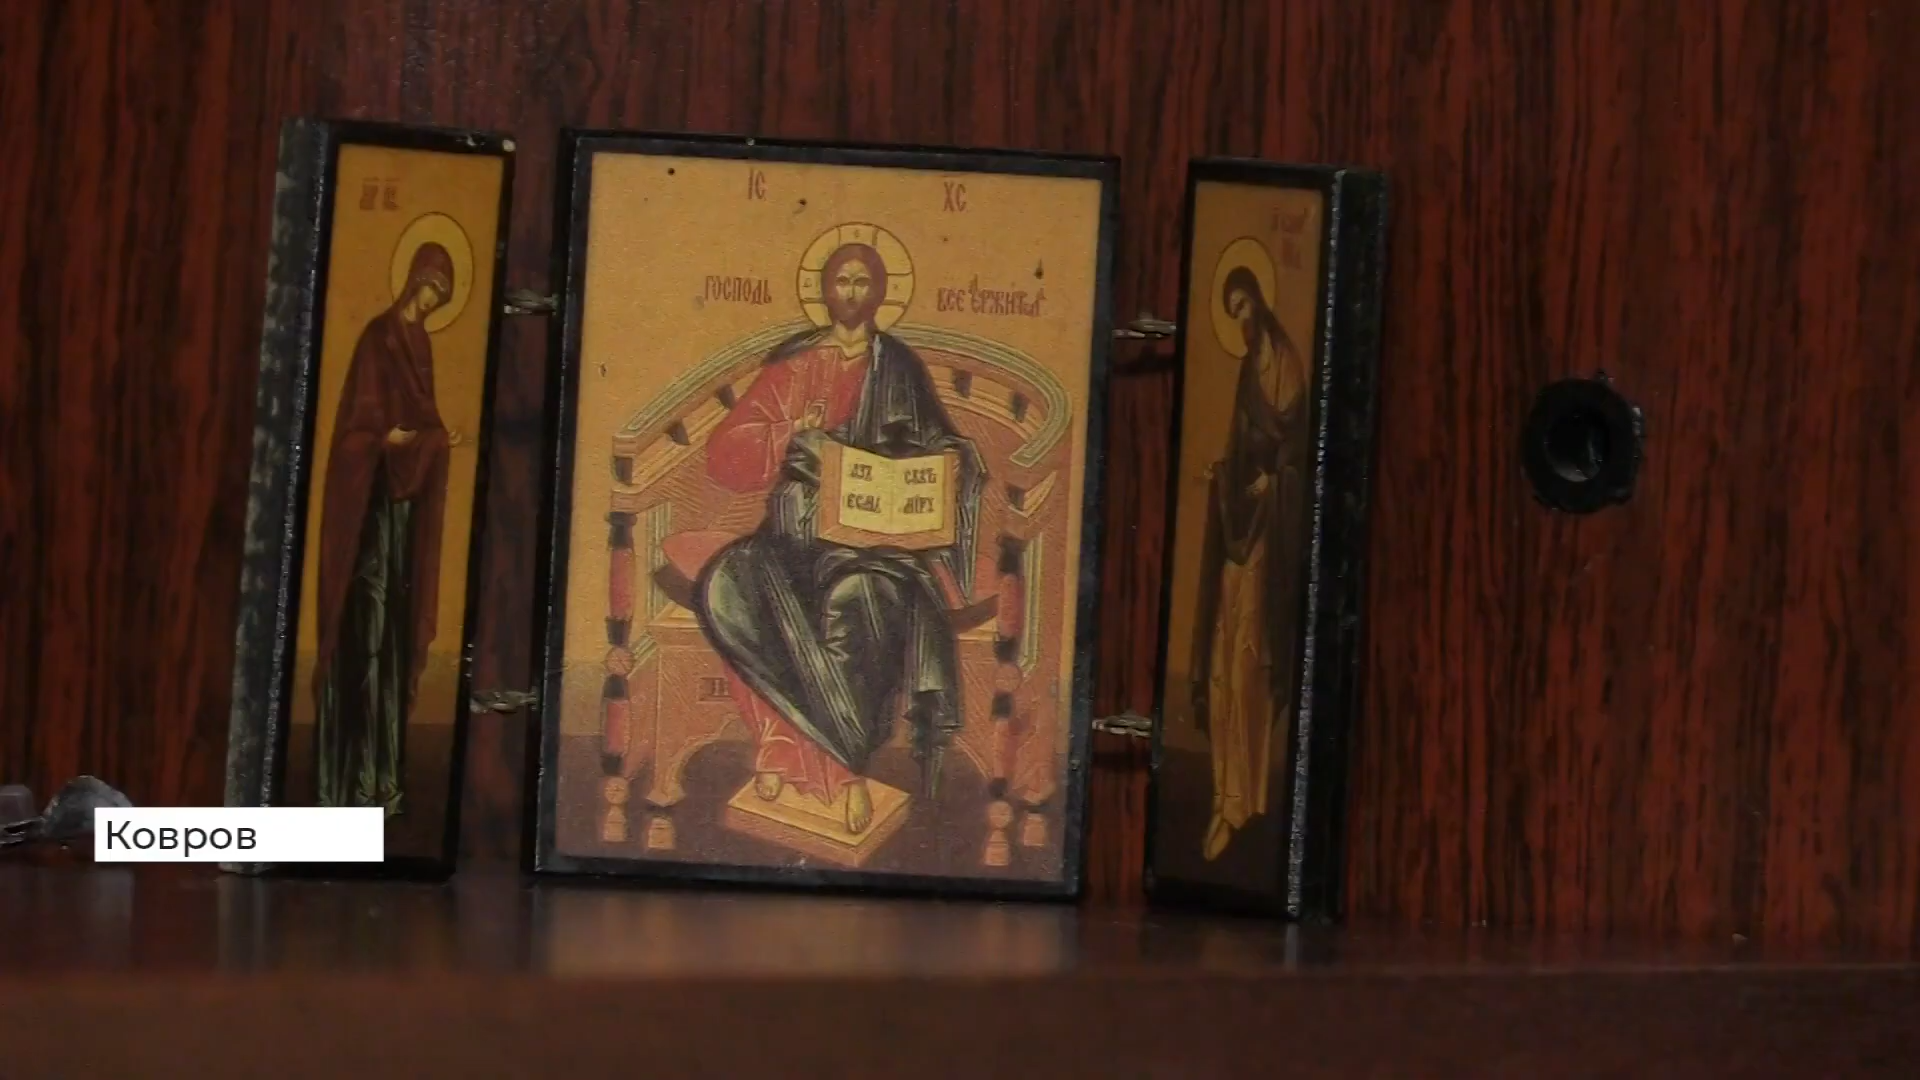 ІС ХС
ГОСПОДЬ
ВСЕДЕРЖИТЕЛЬ
АЗЪ СВѢТЪ
ЕСМЬ МІРУ
Ковров